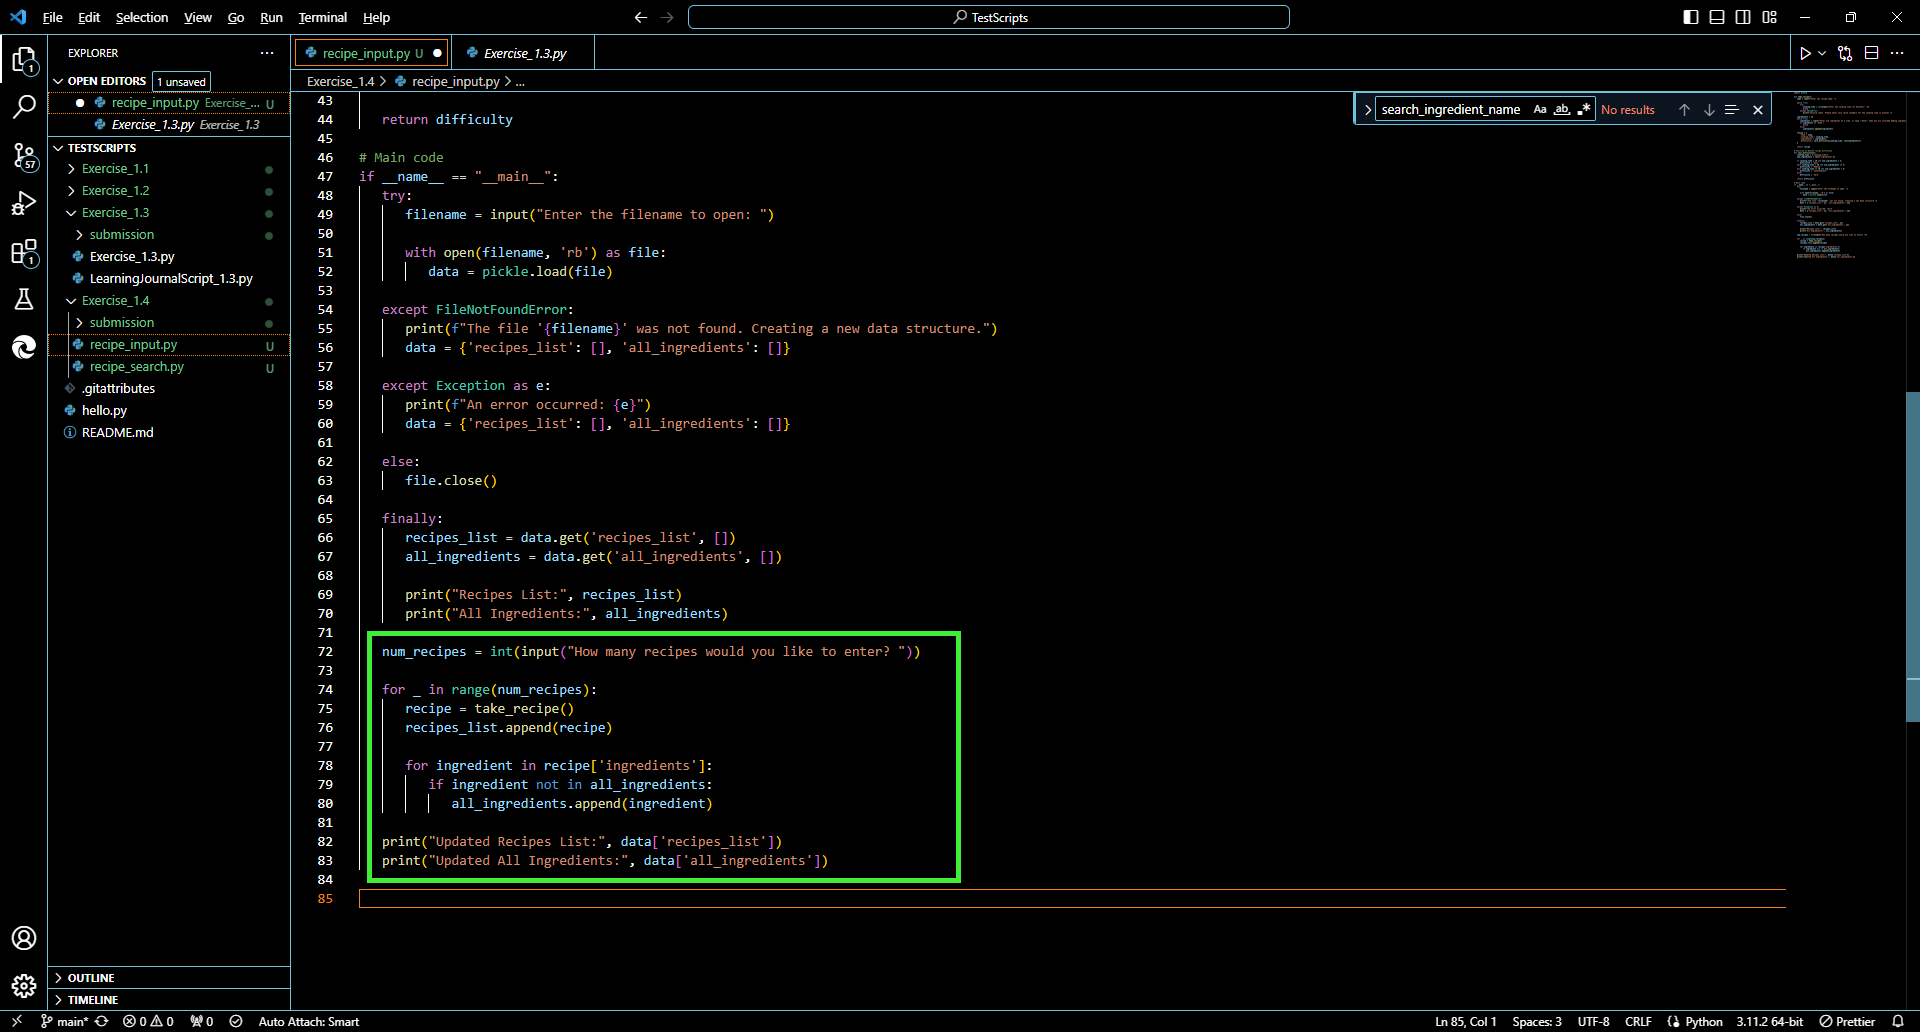 File Edit Selection View Go Run Terminal Help
TestScripts
EXPLORER
OPEN EDITORS 1 unsaved
recipe_input.py Exercise_... U
Exercise_1.3.py Exercise_1.3
TESTSCRIPTS
Exercise_1.1
Exercise_1.2
Exercise_1.3
submission
Exercise_1.3.py
LearningJournalScript_1.3.py
Exercise_1.4
submission
recipe_input.py U
recipe_search.py U
.gitattributes
hello.py
README.md
OUTLINE
TIMELINE
1
57
1
recipe_input.py U
Exercise_1.3.py
Exercise_1.4 > recipe_input.py > ...
search_ingredient_name Aa ab .* No results
43
44 return difficulty
45
46 # Main code
47 if __name__ == "__main__":
48 try:
49 filename = input("Enter the filename to open: ")
50
51 with open(filename, 'rb') as file:
52 data = pickle.load(file)
53
54 except FileNotFoundError:
55 print(f"The file '{filename}' was not found. Creating a new data structure.")
56 data = {'recipes_list': [], 'all_ingredients': []}
57
58 except Exception as e:
59 print(f"An error occurred: {e}")
60 data = {'recipes_list': [], 'all_ingredients': []}
61
62 else:
63 file.close()
64
65 finally:
66 recipes_list = data.get('recipes_list', [])
67 all_ingredients = data.get('all_ingredients', [])
68
69 print("Recipes List:", recipes_list)
70 print("All Ingredients:", all_ingredients)
71
72 num_recipes = int(input("How many recipes would you like to enter? "))
73
74 for _ in range(num_recipes):
75 recipe = take_recipe()
76 recipes_list.append(recipe)
77
78 for ingredient in recipe['ingredients']:
79 if ingredient not in all_ingredients:
80 all_ingredients.append(ingredient)
81
82 print("Updated Recipes List:", data['recipes_list'])
83 print("Updated All Ingredients:", data['all_ingredients'])
84
85
main* 0 0 0 Auto Attach: Smart
Ln 85, Col 1 Spaces: 3 UTF-8 CRLF Python 3.11.2 64-bit Prettier